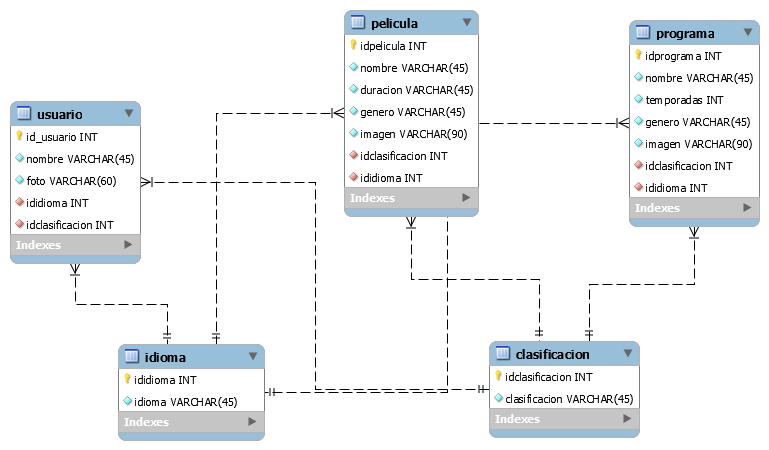 pelicula
idpelicula INT
nombre VARCHAR(45)
duracion VARCHAR(45)
genero VARCHAR(45)
imagen VARCHAR(90)
idclasificacion INT
ididioma INT
Indexes
programa
idprograma INT
nombre VARCHAR(45)
temporadas INT
genero VARCHAR(45)
imagen VARCHAR(90)
idclasificacion INT
ididioma INT
Indexes
usuario
id_usuario INT
nombre VARCHAR(45)
foto VARCHAR(60)
ididioma INT
idclasificacion INT
Indexes
idioma
ididioma INT
idioma VARCHAR(45)
Indexes
clasificacion
idclasificacion INT
clasificacion VARCHAR(45)
Indexes